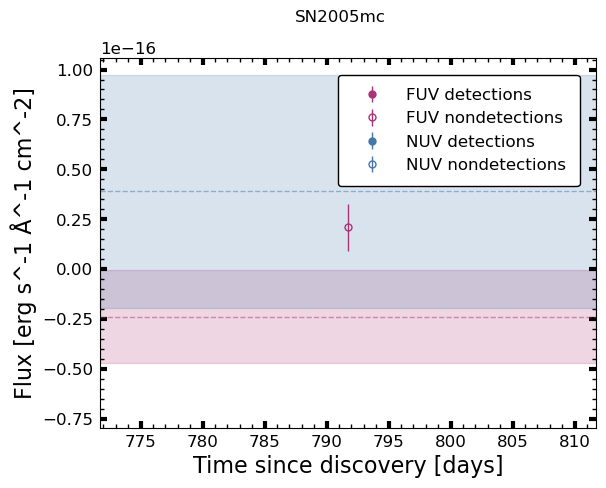 SN2005mc
1e−16
1.00
0.75
0.50
0.25
0.00
−0.25
−0.50
−0.75
Flux [erg s^-1 Å^-1 cm^-2]
FUV detections
FUV nondetections
NUV detections
NUV nondetections
775 780 785 790 795 800 805 810
Time since discovery [days]